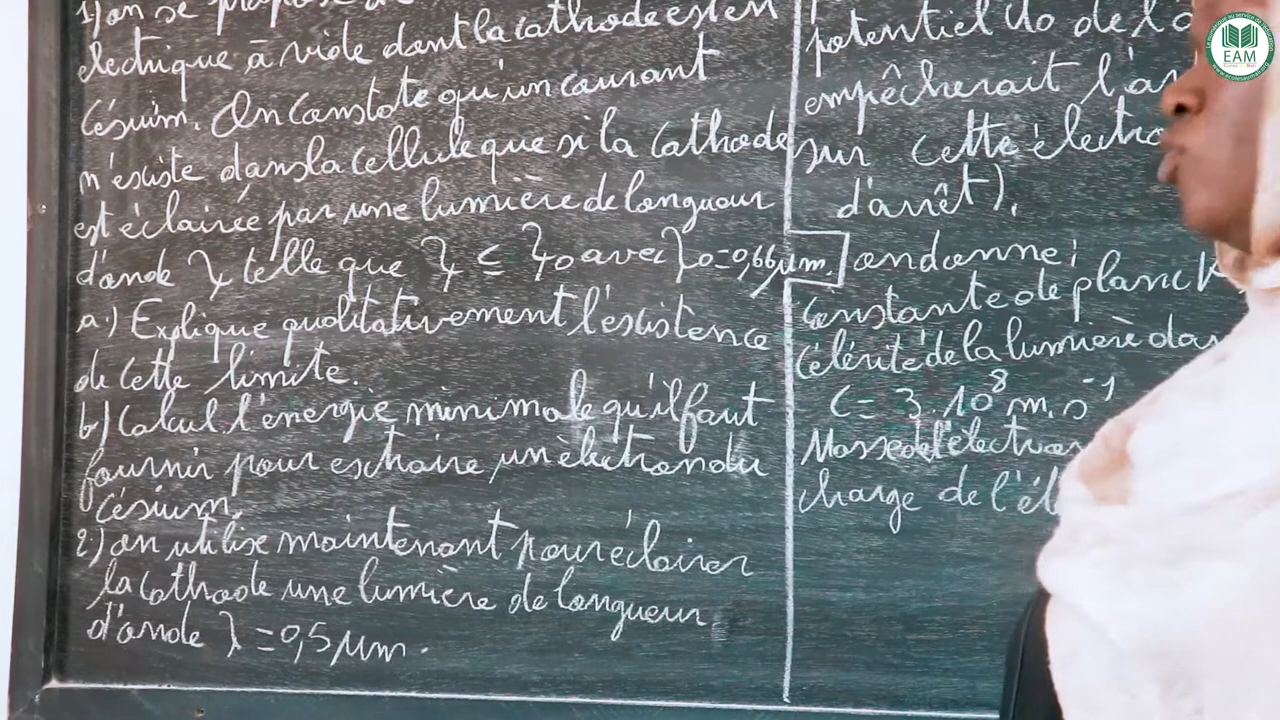 1) on se propose
électrique à vide dont la cathode est en
Césium. On Constate qu'un courant
n'existe dans la cellule que si la cathode
est éclairée par une lumière de longueur
d'onde λ telle que λ ≤ λo avec λo = 0,66 μm.
a.) Explique qualitativement l'existence
de cette limite.
b) Calcul l'énergie minimale qu'il faut
fournir pour extraire un électron du
Césium.
2) on utilise maintenant pour éclairer
la cathode une lumière de longueur
d'onde λ = 0,5 μm.
potentiel Uo de l'a
empêcherait l'a
sur cette électro
d'arrêt).
on donne :
Constante de planck
Célérité de la lumière dans
C = 3.10⁸ m.s⁻¹
Masse de l'électron
charge de l'él
EAM